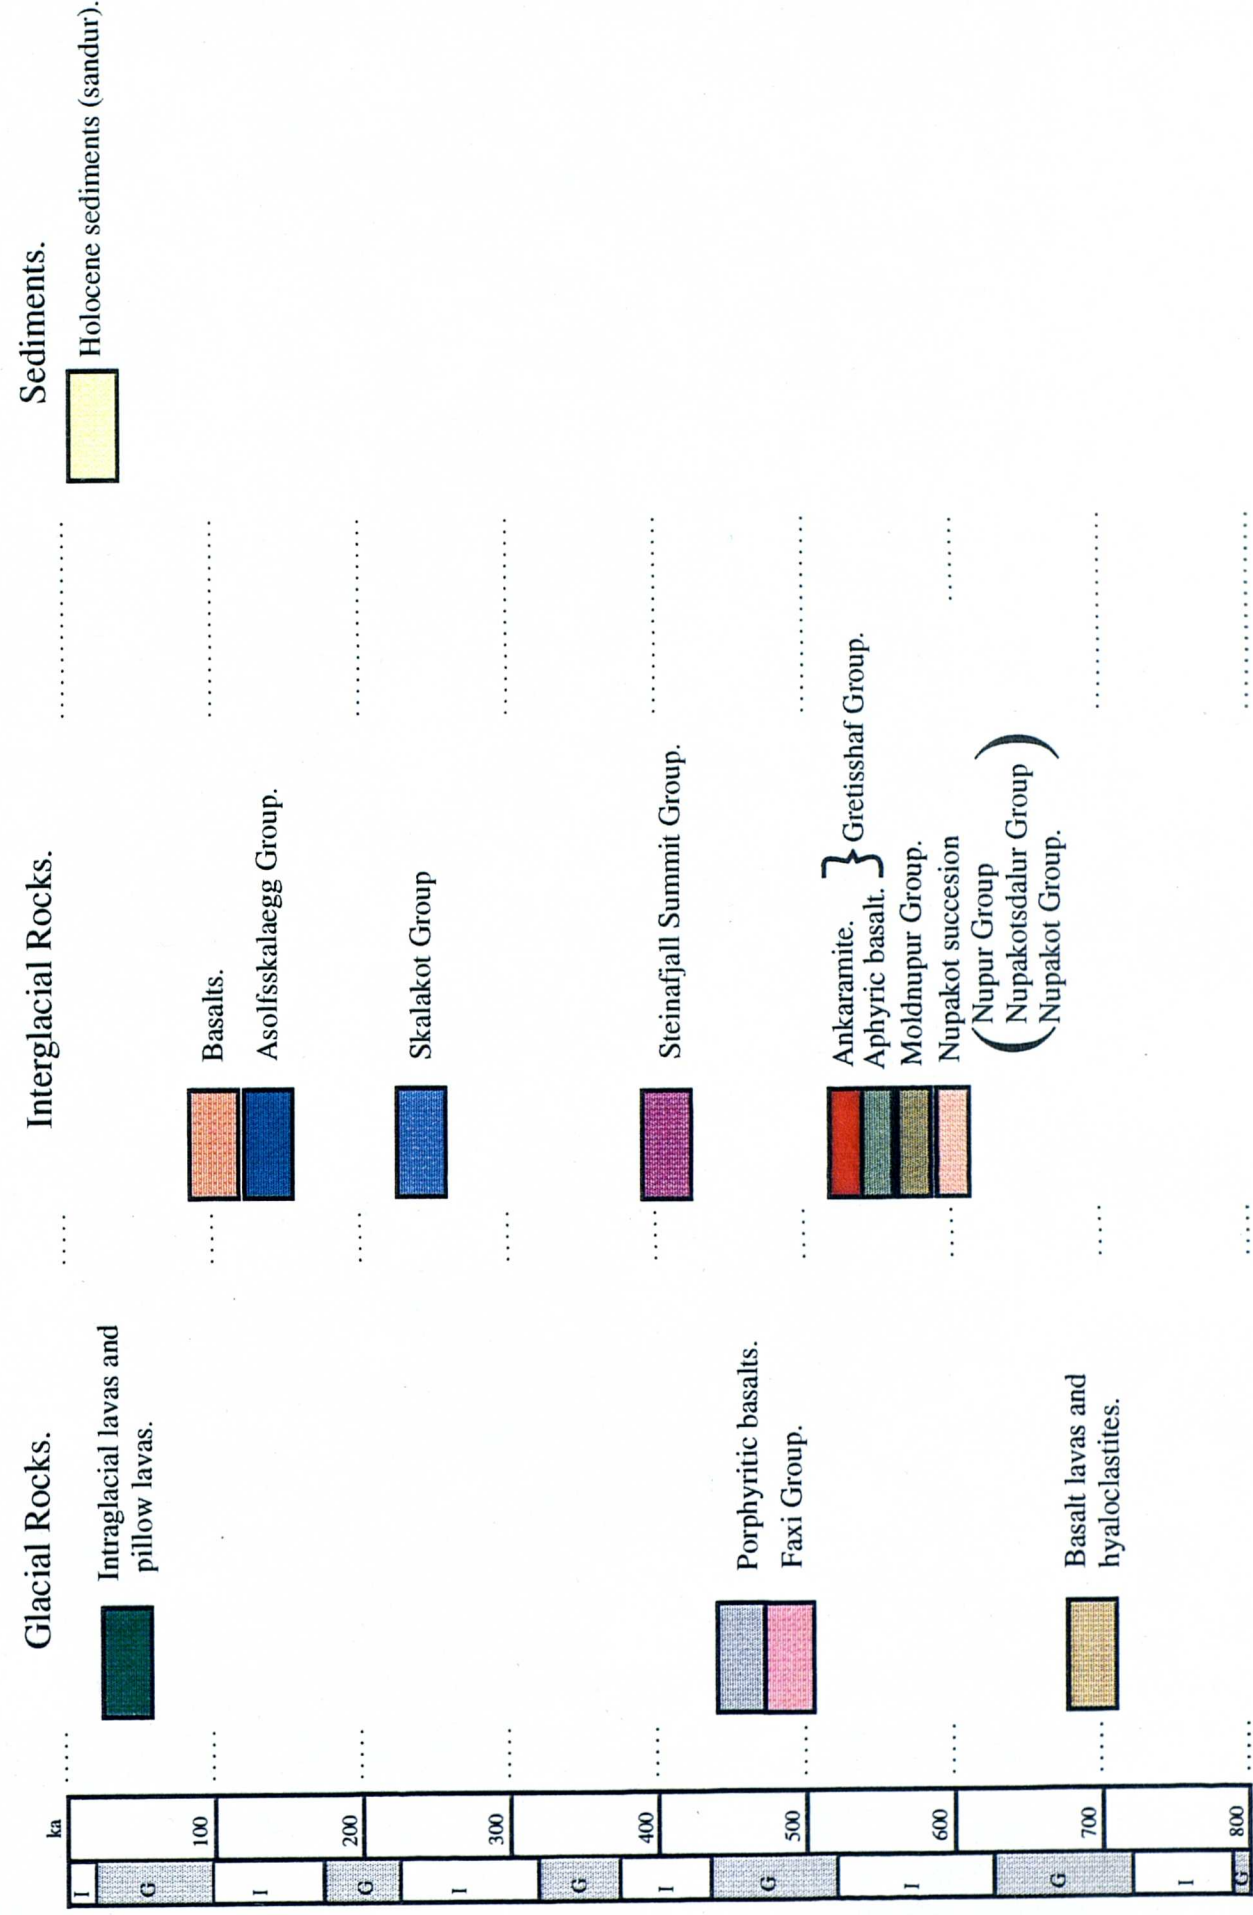 Glacial Rocks.
Interglacial Rocks.
Sediments.
ka
I
G
I
G
I
G
I
G
I
G
I
G
100
200
300
400
500
600
700
800
Intraglacial lavas and
pillow lavas.
Porphyritic basalts.
Faxi Group.
Basalt lavas and
hyaloclastites.
Basalts.
Asolfsskalaegg Group.
Skalakot Group
Steinafjall Summit Group.
Ankaramite.
Aphyric basalt.
} Gretisshaf Group.
Moldnupur Group.
Nupakot succesion
(Nupur Group
Nupakotsdalur Group
Nupakot Group.)
Holocene sediments (sandur).